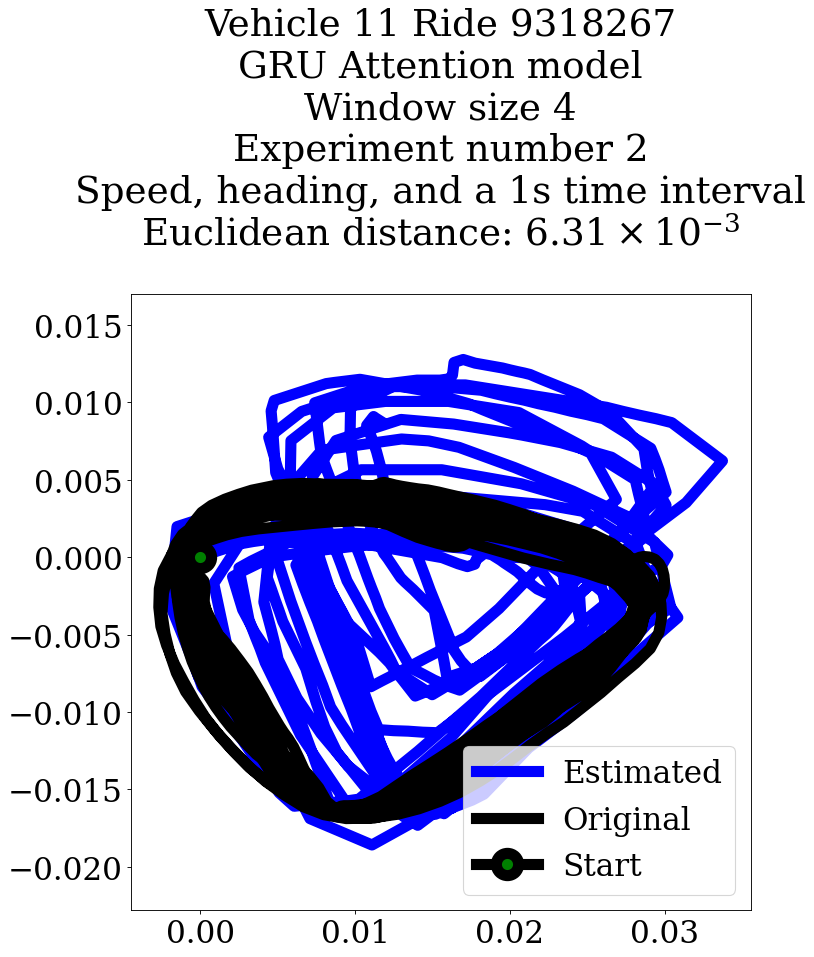 Vehicle 11 Ride 9318267
GRU Attention model
Window size 4
Experiment number 2
Speed, heading, and a 1s time interval
Euclidean distance: 6.31 × 10⁻³
0.015
0.010
0.005
0.000
−0.005
−0.010
−0.015
−0.020
Estimated
Original
Start
0.00 0.01 0.02 0.03